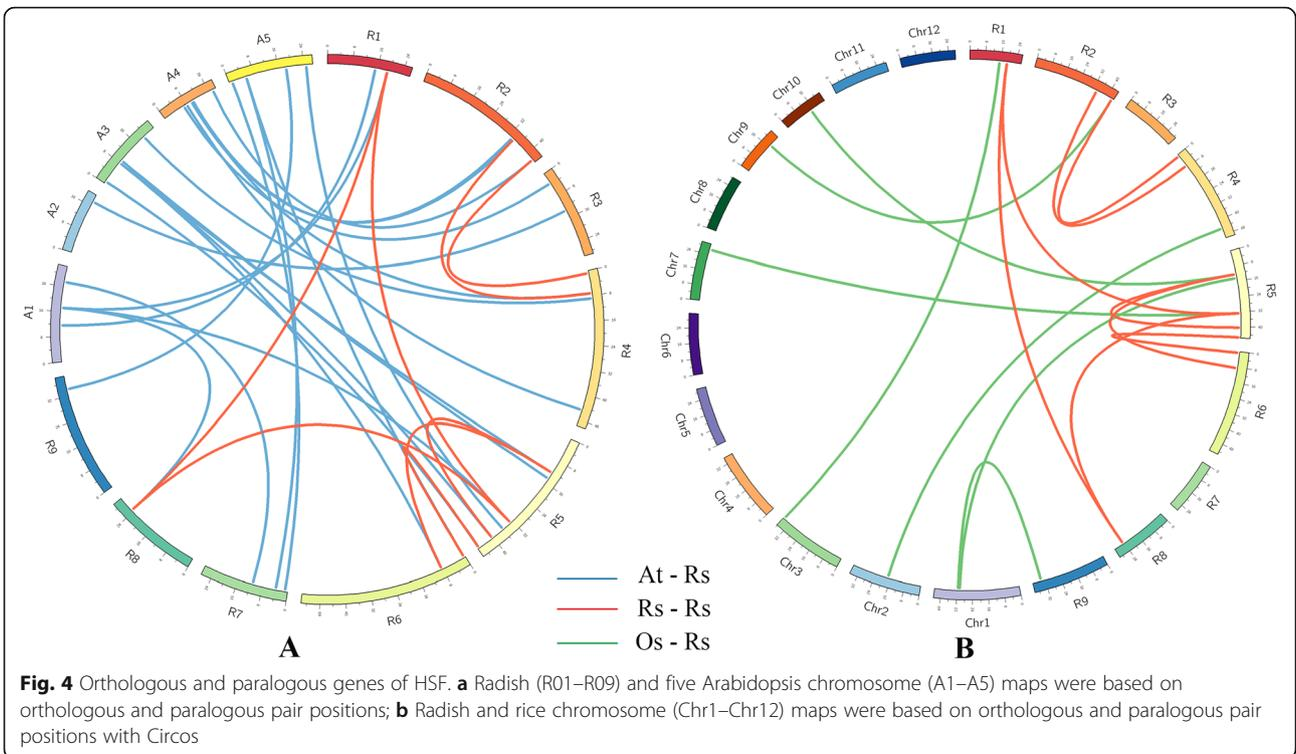 A5
R1
A4
R2
A3
R3
A2
A1
R4
R9
R5
R8
R7
R6
A
Chr12
R1
Chr11
R2
Chr10
R3
Chr9
R4
Chr8
Chr7
R5
Chr6
R6
Chr5
Chr4
R7
Chr3
R8
Chr2
R9
Chr1
B
At - Rs
Rs - Rs
Os - Rs
Fig. 4 Orthologous and paralogous genes of HSF. a Radish (R01–R09) and five Arabidopsis chromosome (A1–A5) maps were based on
orthologous and paralogous pair positions; b Radish and rice chromosome (Chr1–Chr12) maps were based on orthologous and paralogous pair
positions with Circos